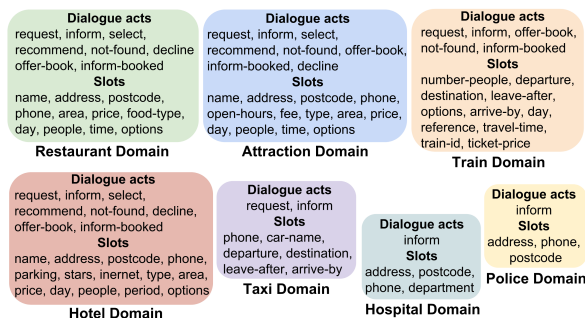 Dialogue acts
request, inform, select,
recommend, not-found, decline
offer-book, inform-booked
Slots
name, address, postcode,
phone, area, price, food-type,
day, people, time, options
Restaurant Domain
Dialogue acts
request, inform, select,
recommend, not-found, offer-book,
inform-booked, decline
Slots
name, address, postcode, phone,
open-hours, fee, type, area, price,
day, people, time, options
Attraction Domain
Dialogue acts
request, inform, offer-book,
not-found, inform-booked
Slots
number-people, departure,
destination, leave-after,
options, arrive-by, day,
reference, travel-time,
train-id, ticket-price
Train Domain
Dialogue acts
request, inform, select,
recommend, not-found, decline,
offer-book, inform-booked
Slots
name, address, postcode, phone,
parking, stars, inernet, type, area,
price, day, people, period, options
Hotel Domain
Dialogue acts
request, inform
Slots
phone, car-name,
departure, destination,
leave-after, arrive-by
Taxi Domain
Dialogue acts
inform
Slots
address, postcode,
phone, department
Hospital Domain
Dialogue acts
inform
Slots
address, phone,
postcode
Police Domain